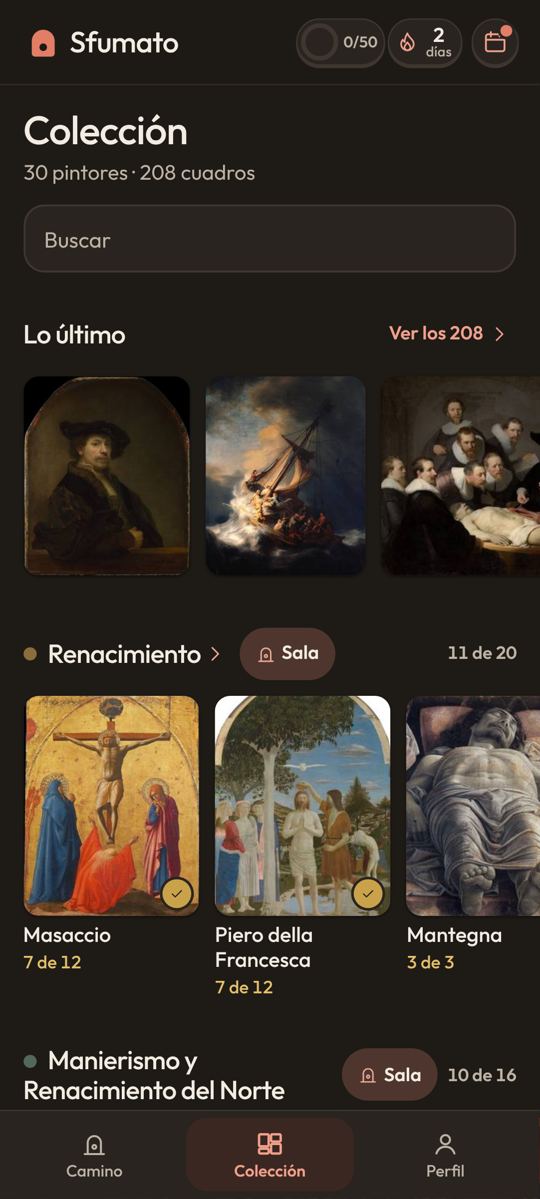 Sfumato
0/50
2
días
Colección
30 pintores · 208 cuadros
Buscar
Lo último
Ver los 208
Renacimiento
Sala
11 de 20
Masaccio
7 de 12
Piero della
Francesca
7 de 12
Mantegna
3 de 3
Manierismo y
Renacimiento del Norte
Sala
10 de 16
Camino
Colección
Perfil